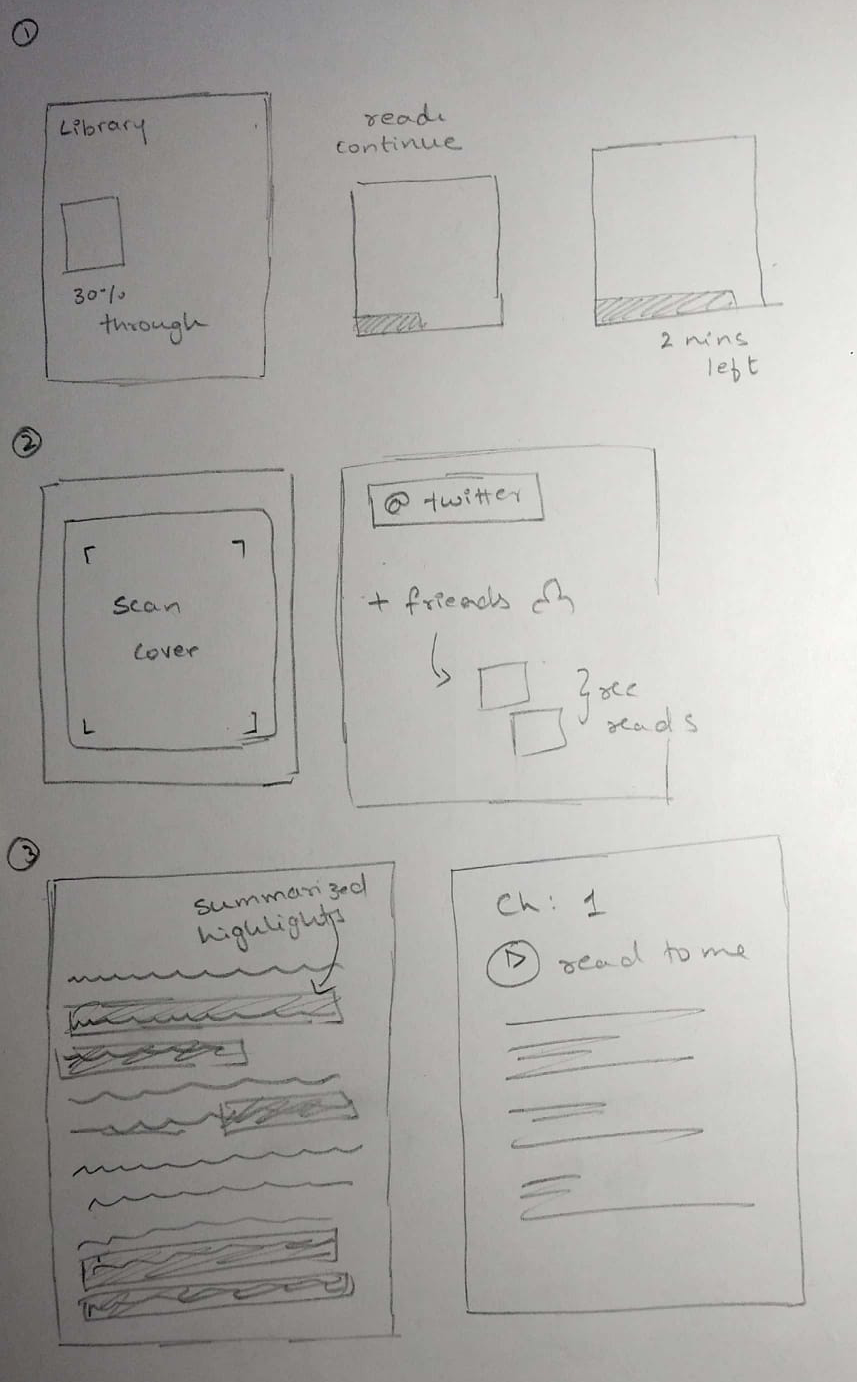 1
Library
30%
through
read
continue
2 mins
left
2
scan
cover
@ twitter
+ friends
rec
reads
3
summarized
highlights
Ch: 1
read to me